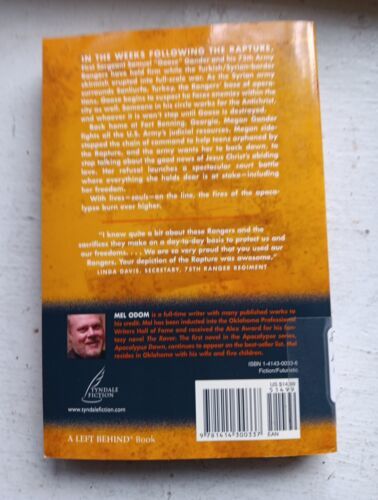 IN THE WEEKS FOLLOWING THE RAPTURE,
First Sergeant Samuel "Goose" Gander and his 75th Army
Rangers have held firm while the Turkish/Syrian-border
skirmish erupted into full-scale war. As the Syrian army
surrounds Sanliurfa, Turkey, the Rangers' base of opera-
tions, Goose begins to suspect he faces enemies within the
city as well. Someone in his circle works for the Antichrist,
and whoever it is won't stop until Goose is destroyed.
Back home at Fort Benning, Georgia, Megan Gander
fights all the U.S. Army's judicial resources. Megan side-
stepped the chain of command to help teens orphaned by
the Rapture, and the army wants her to back down, to
stop talking about the good news of Jesus Christ's abiding
love. Her refusal launches a spectacular court battle
where everything she holds dear is at stake—including
her freedom.
With lives—souls—on the line, the fires of the apoca-
lypse burn ever higher.
"I know quite a bit about these Rangers and the
sacrifices they make on a day-to-day basis to protect us and
our freedoms. . . . We are so very proud that you used our
Rangers. Your depiction of the Rapture was awesome."
LINDA DAVIS, SECRETARY, 75TH RANGER REGIMENT
MEL ODOM is a full-time writer with many published works to
his credit. Mel has been inducted into the Oklahoma Professional
Writers Hall of Fame and received the Alex Award for his fan-
tasy novel The Rover. The first novel in the Apocalypse series,
Apocalypse Dawn, continues to appear on the best-seller list. Mel
resides in Oklahoma with his wife and five children.
TYNDALE
FICTION
www.tyndalefiction.com
ISBN 1-4143-0033-6
Fiction/Futuristic
US $14.99
51499
9 781414 300337
EAN
A LEFT BEHIND® Book